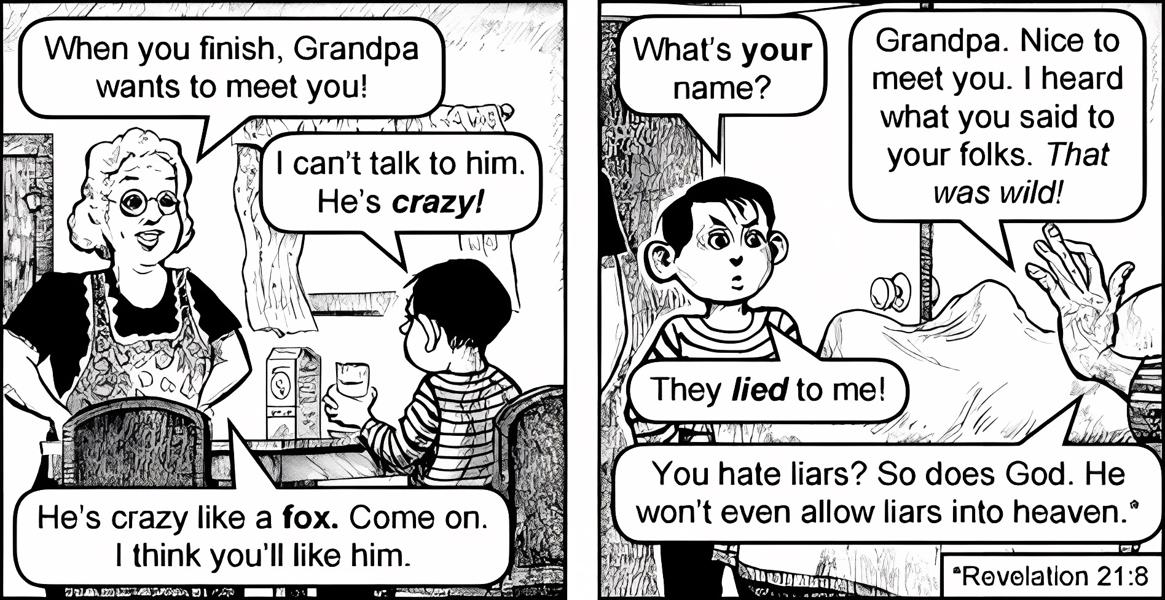 When you finish, Grandpa
wants to meet you!
I can't talk to him.
He's crazy!
He's crazy like a fox. Come on.
I think you'll like him.
What's your
name?
Grandpa. Nice to
meet you. I heard
what you said to
your folks. That
was wild!
They lied to me!
You hate liars? So does God. He
won't even allow liars into heaven.*
*Revelation 21:8